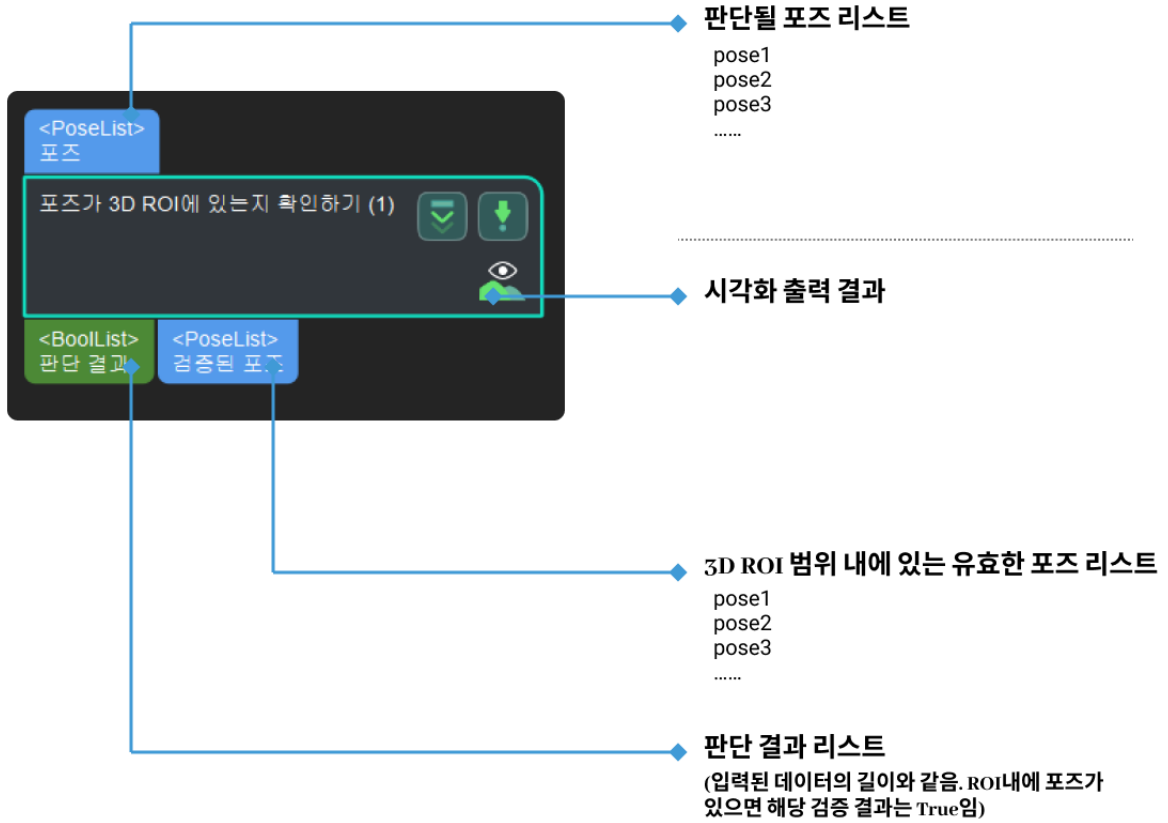 판단될 포즈 리스트
pose1
pose2
pose3
......
<PoseList>
포즈
포즈가 3D ROI에 있는지 확인하기 (1)
시각화 출력 결과
<BoolList>
판단 결과
<PoseList>
검증된 포즈
3D ROI 범위 내에 있는 유효한 포즈 리스트
pose1
pose2
pose3
......
판단 결과 리스트
(입력된 데이터의 길이와 같음. ROI내에 포즈가
있으면 해당 검증 결과는 True임)